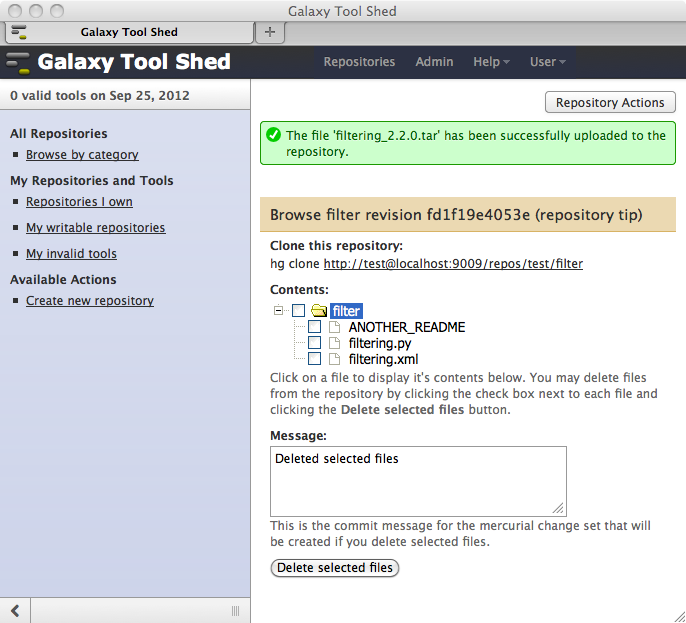 Galaxy Tool Shed
Galaxy Tool Shed
Galaxy Tool Shed
Repositories Admin Help User
0 valid tools on Sep 25, 2012
All Repositories
Browse by category
My Repositories and Tools
Repositories I own
My writable repositories
My invalid tools
Available Actions
Create new repository
Repository Actions
The file 'filtering_2.2.0.tar' has been successfully uploaded to the
repository.
Browse filter revision fd1f19e4053e (repository tip)
Clone this repository:
hg clone http://test@localhost:9009/repos/test/filter
Contents:
filter
ANOTHER_README
filtering.py
filtering.xml
Click on a file to display it's contents below. You may delete files
from the repository by clicking the check box next to each file and
clicking the Delete selected files button.
Message:
Deleted selected files
This is the commit message for the mercurial change set that will
be created if you delete selected files.
Delete selected files